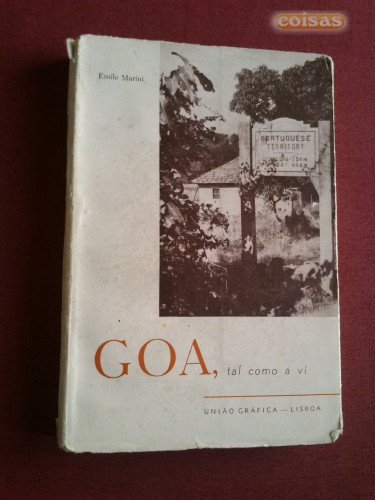 coisas
Emile Marini
PORTUGUESE
TERRITORY
GOA, tal como a vi
UNIÃO GRÁFICA — LISBOA